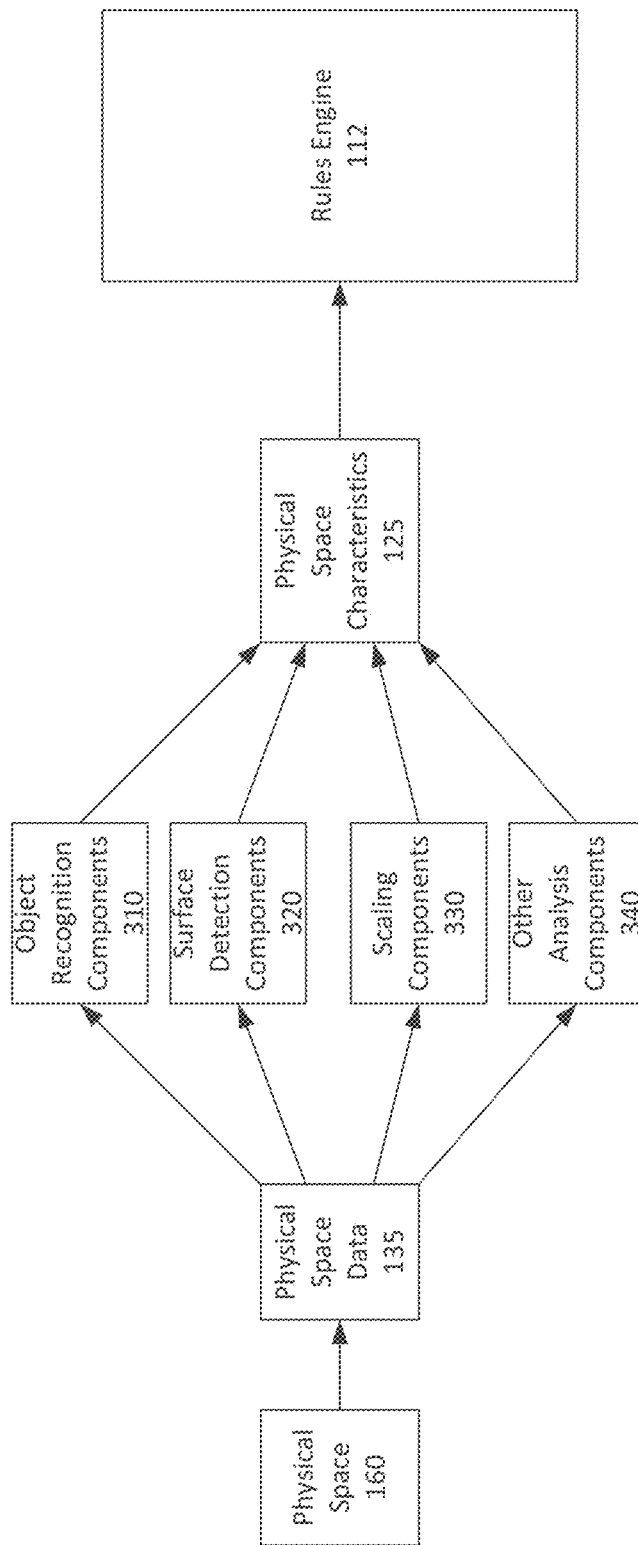 Physical
Space
160
Physical
Space
Data
135
Object
Recognition
Components
310
Surface
Detection
Components
320
Scaling
Components
330
Other
Analysis
Components
340
Physical
Space
Characteristics
125
Rules Engine
112